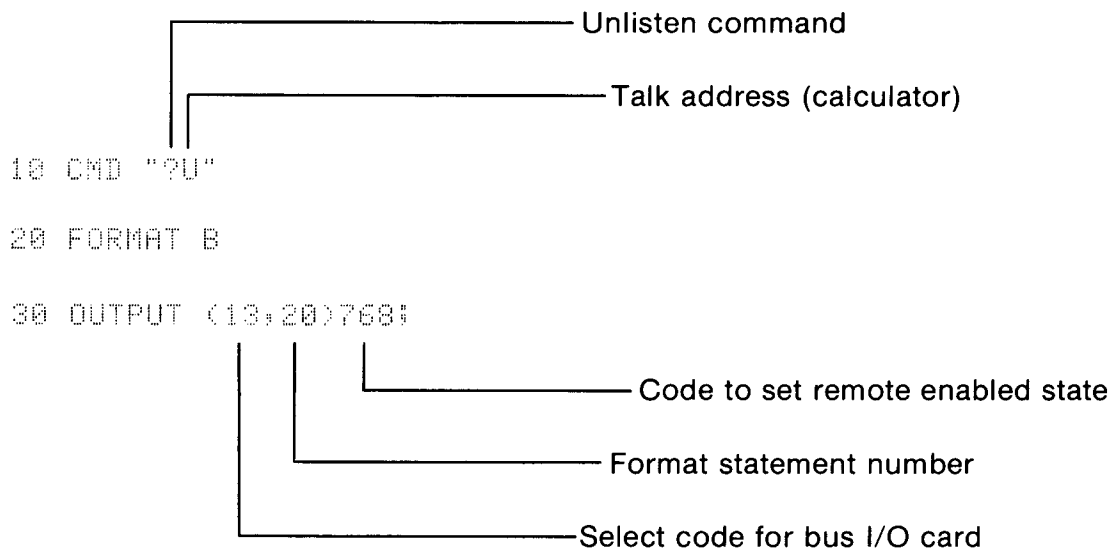 Unlisten command
Talk address (calculator)
10 CMD "?U"
20 FORMAT B
30 OUTPUT (13,20)768;
Code to set remote enabled state
Format statement number
Select code for bus I/O card